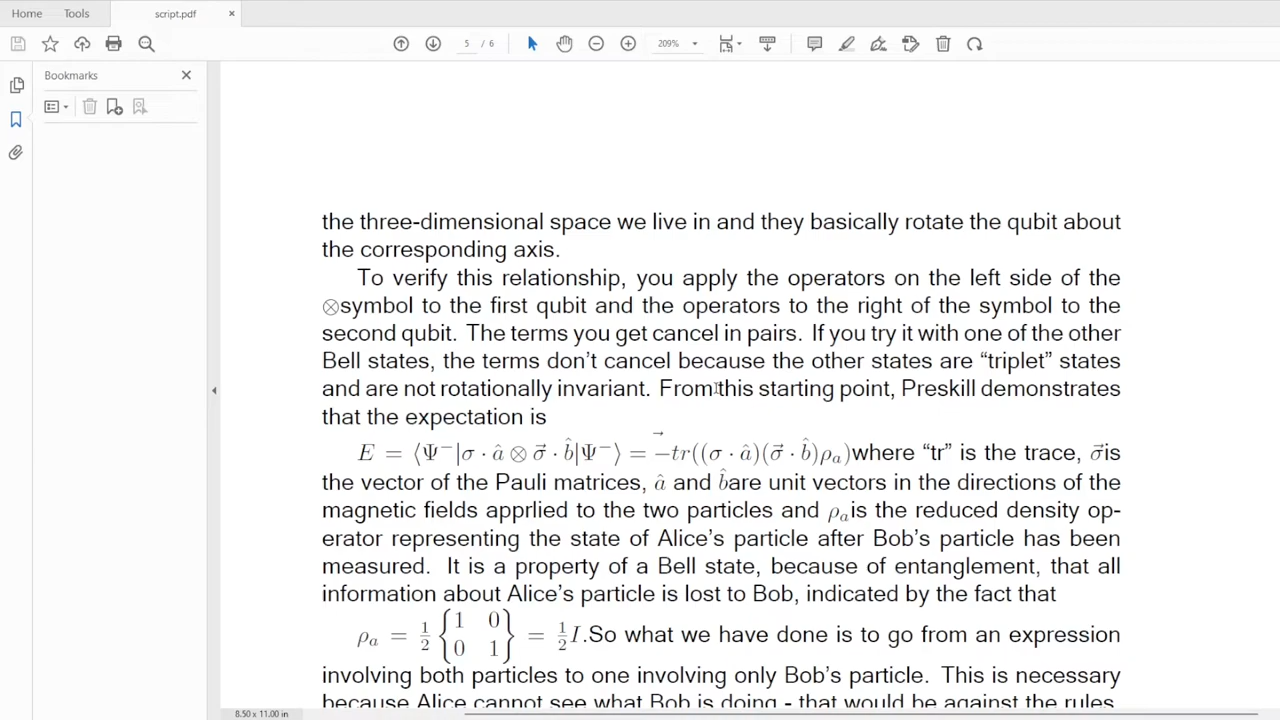 Home Tools script.pdf ×
5 / 6 209%
Bookmarks
the three-dimensional space we live in and they basically rotate the qubit about
the corresponding axis.
To verify this relationship, you apply the operators on the left side of the
⊗symbol to the first qubit and the operators to the right of the symbol to the
second qubit. The terms you get cancel in pairs. If you try it with one of the other
Bell states, the terms don't cancel because the other states are “triplet” states
and are not rotationally invariant. From this starting point, Preskill demonstrates
that the expectation is
E = ⟨Ψ⁻|σ · â ⊗ σ⃗ · b̂|Ψ⁻⟩ = −⃗tr((σ · â)(σ⃗ · b̂)ρₐ)where “tr” is the trace, σ⃗is
the vector of the Pauli matrices, â and b̂are unit vectors in the directions of the
magnetic fields apprlied to the two particles and ρₐis the reduced density op-
erator representing the state of Alice's particle after Bob's particle has been
measured. It is a property of a Bell state, because of entanglement, that all
information about Alice's particle is lost to Bob, indicated by the fact that
ρₐ = 1/2 {1 0 0 1} = 1/2 I.So what we have done is to go from an expression
involving both particles to one involving only Bob's particle. This is necessary
because Alice cannot see what Bob is doing - that would be against the rules.
8.50 x 11.00 in